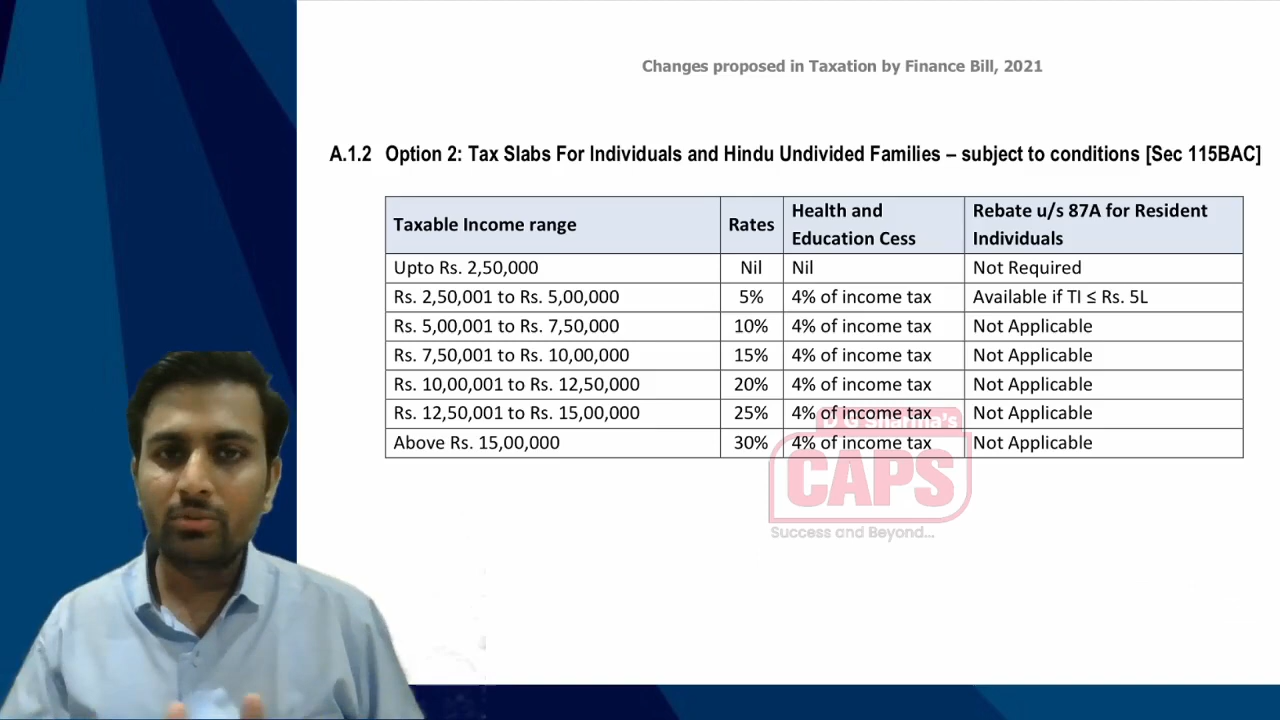 Changes proposed in Taxation by Finance Bill, 2021
A.1.2 Option 2: Tax Slabs For Individuals and Hindu Undivided Families – subject to conditions [Sec 115BAC]
Taxable Income range Rates Health and Education Cess Rebate u/s 87A for Resident Individuals
Upto Rs. 2,50,000 Nil Nil Not Required
Rs. 2,50,001 to Rs. 5,00,000 5% 4% of income tax Available if TI ≤ Rs. 5L
Rs. 5,00,001 to Rs. 7,50,000 10% 4% of income tax Not Applicable
Rs. 7,50,001 to Rs. 10,00,000 15% 4% of income tax Not Applicable
Rs. 10,00,001 to Rs. 12,50,000 20% 4% of income tax Not Applicable
Rs. 12,50,001 to Rs. 15,00,000 25% 4% of income tax Not Applicable
Above Rs. 15,00,000 30% 4% of income tax Not Applicable
D G Sharma's
CAPS
Success and Beyond...